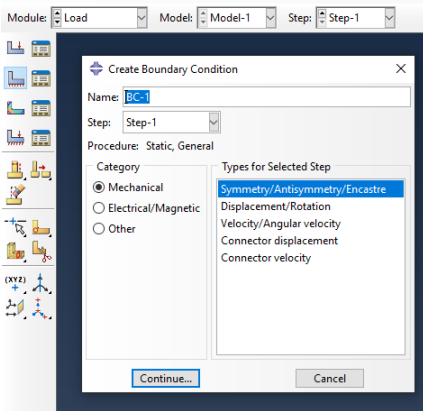 Module: Load Model: Model-1 Step: Step-1
Create Boundary Condition
Name: BC-1
Step: Step-1
Procedure: Static, General
Category
Mechanical
Electrical/Magnetic
Other
Types for Selected Step
Symmetry/Antisymmetry/Encastre
Displacement/Rotation
Velocity/Angular velocity
Connector displacement
Connector velocity
(XYZ)
Continue... Cancel